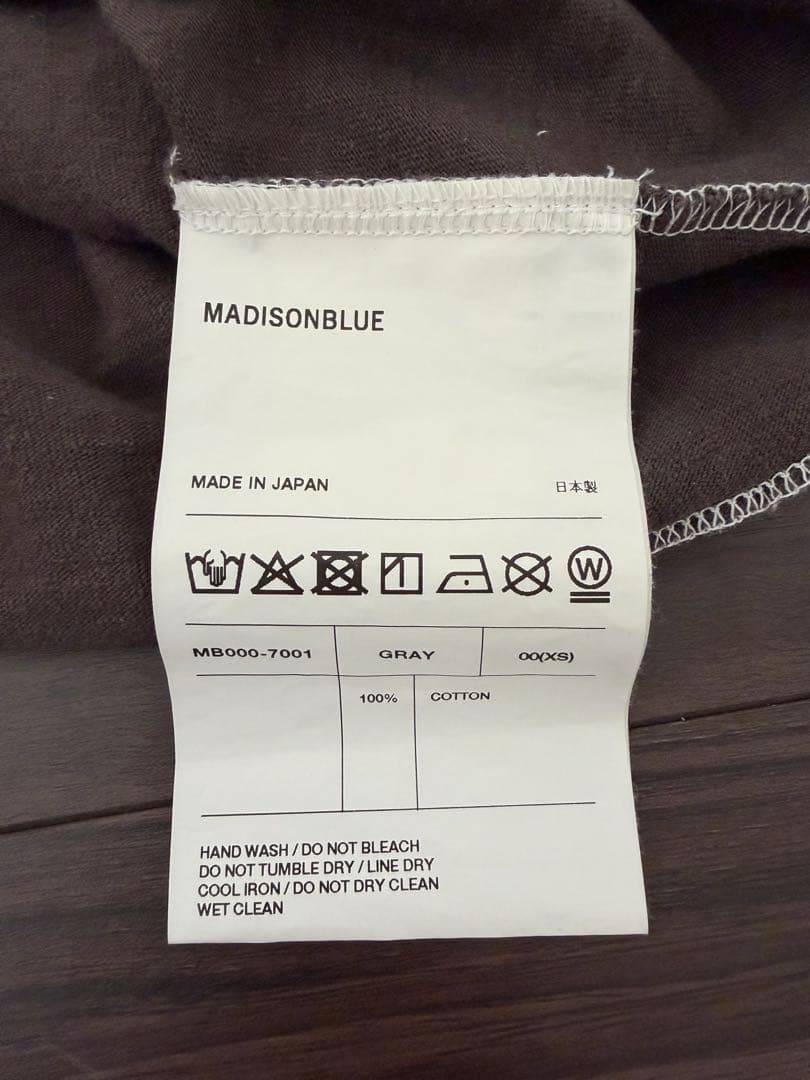 MADISONBLUE
MADE IN JAPAN 日本製
W
MB000-7001 GRAY 00(XS)
100% COTTON
HAND WASH / DO NOT BLEACH
DO NOT TUMBLE DRY / LINE DRY
COOL IRON / DO NOT DRY CLEAN
WET CLEAN